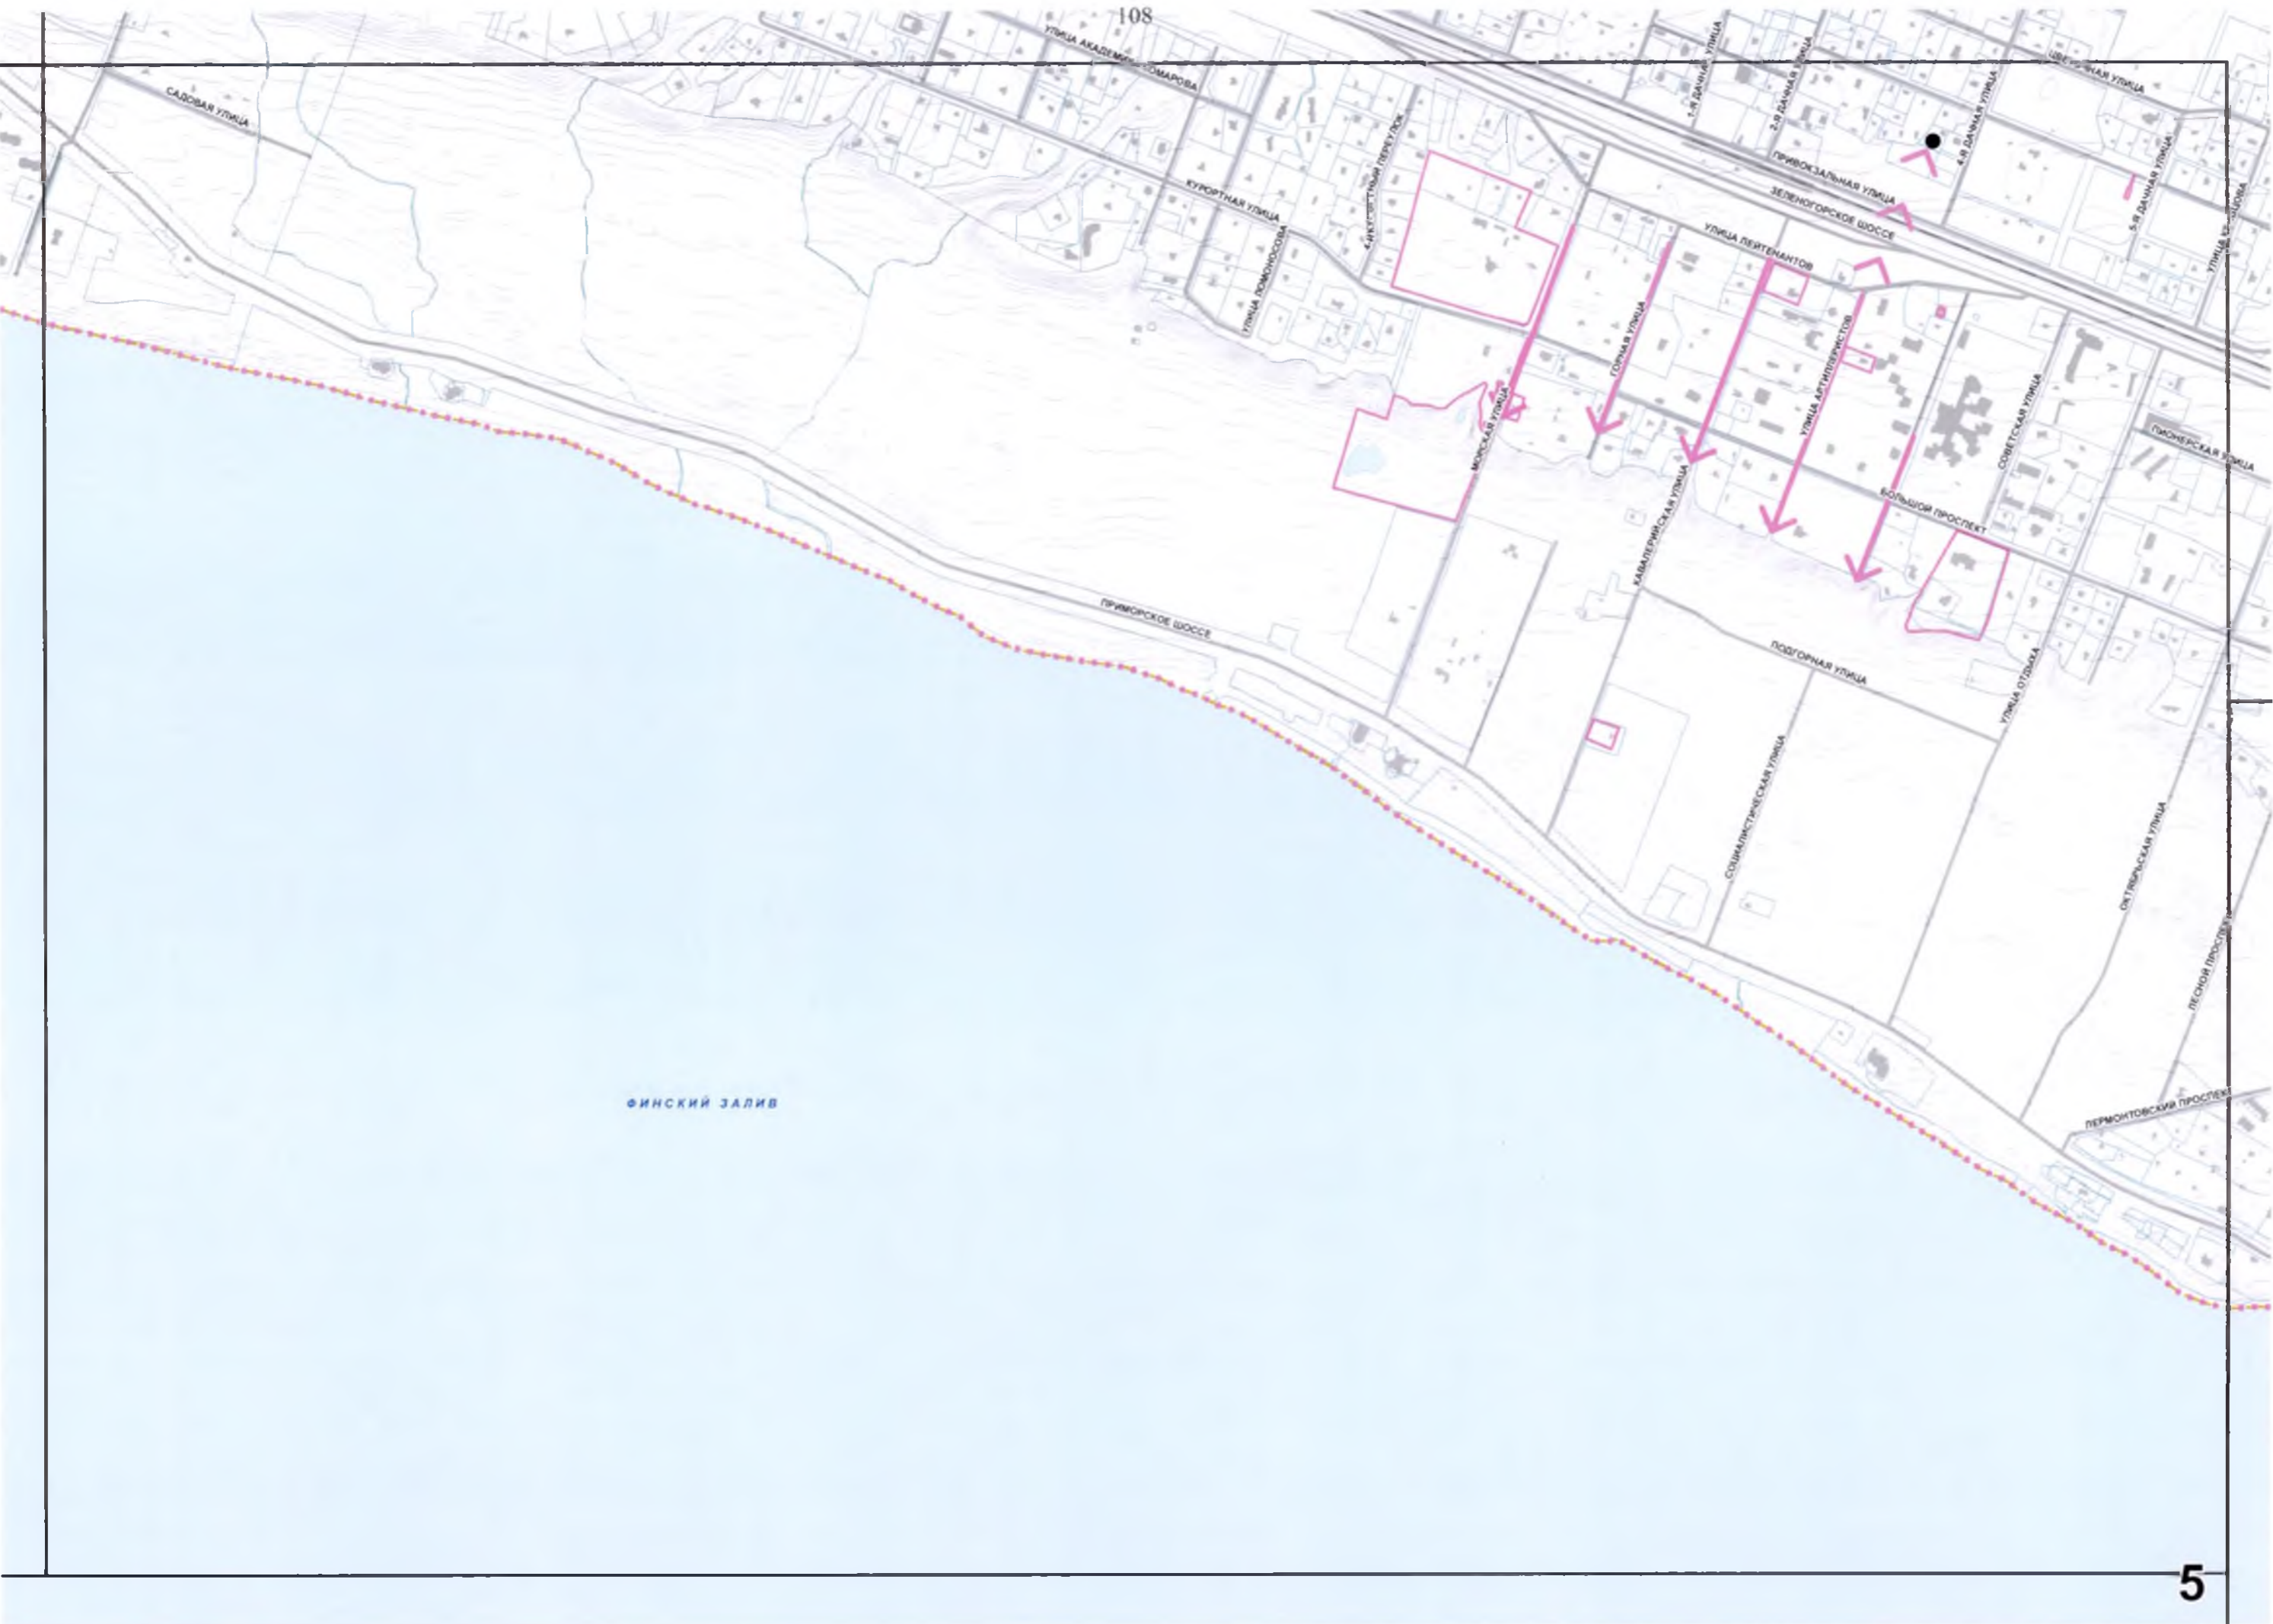 108
УЛИЦА АКАДЕМИКА КОМАРОВА
1-Я ДАЧНАЯ УЛИЦА
2-Я ДАЧНАЯ УЛИЦА
ЦВЕТОЧНАЯ УЛИЦА
САДОВАЯ УЛИЦА
4-Я ДАЧНАЯ УЛИЦА
5-Я ДАЧНАЯ УЛИЦА
ПРИВОКЗАЛЬНАЯ УЛИЦА
ЗЕЛЕНОГОРСКОЕ ШОССЕ
КУРОРТНАЯ УЛИЦА
УЛИЦА ЛЕЙТЕНАНТОВ
УЛИЦА ЛОМОНОСОВА
ГОРНАЯ УЛИЦА
УЛИЦА АРТИЛЛЕРИСТОВ
МОРСКАЯ УЛИЦА
СОВЕТСКАЯ УЛИЦА
ПИОНЕРСКАЯ УЛИЦА
БОЛЬШОЙ ПРОСПЕКТ
КАВАЛЕРИЙСКАЯ УЛИЦА
ПРИМОРСКОЕ ШОССЕ
ПОДГОРНАЯ УЛИЦА
УЛИЦА ОТДЫХА
СОЦИАЛИСТИЧЕСКАЯ УЛИЦА
ОКТЯБРЬСКАЯ УЛИЦА
ЛЕСНОЙ ПРОСПЕКТ
ФИНСКИЙ ЗАЛИВ
ЛЕРМОНТОВСКИЙ ПРОСПЕКТ
5